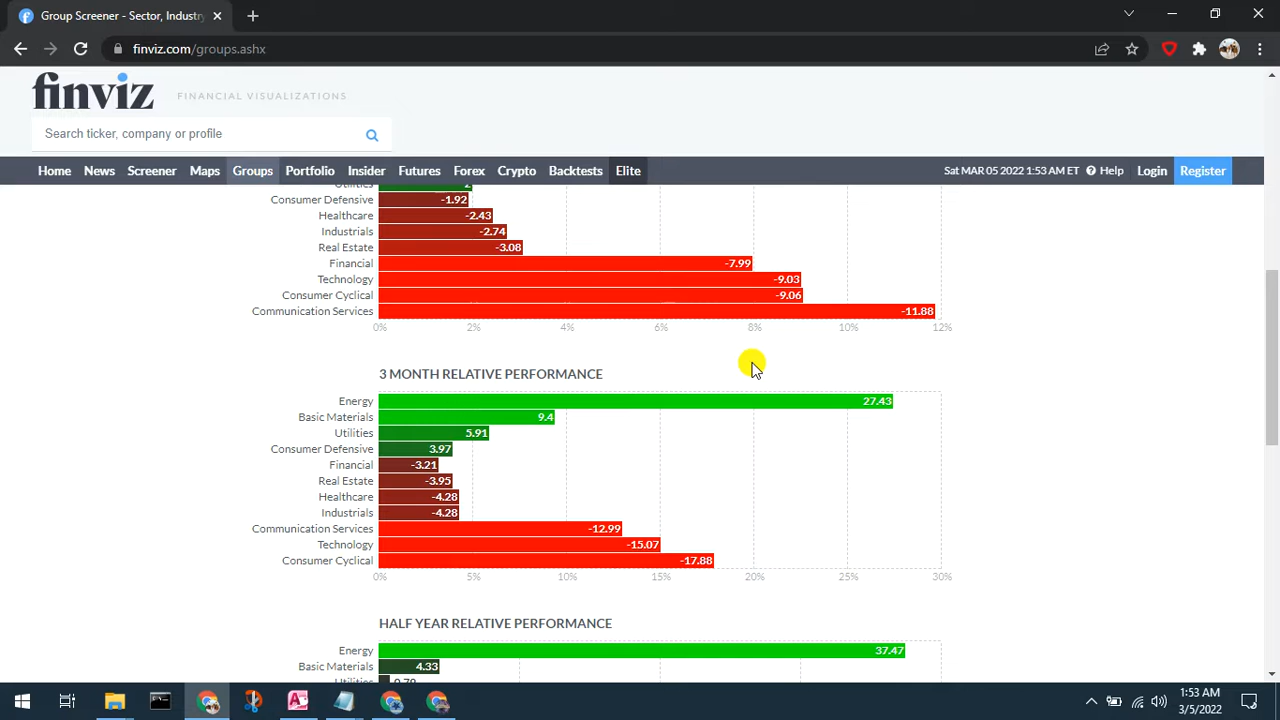 Group Screener - Sector, Indust
finviz.com/groups.ashx
finviz FINANCIAL VISUALIZATIONS
Search ticker, company or profile
Home News Screener Maps Groups Portfolio Insider Futures Forex Crypto Backtests Elite Sat MAR 05 2022 1:53 AM ET Help Login Register
Utilities 2
Consumer Defensive -1.92
Healthcare -2.43
Industrials -2.74
Real Estate -3.08
Financial -7.99
Technology -9.03
Consumer Cyclical -9.06
Communication Services -11.88
0% 2% 4% 6% 8% 10% 12%
3 MONTH RELATIVE PERFORMANCE
Energy 27.43
Basic Materials 9.4
Utilities 5.91
Consumer Defensive 3.97
Financial -3.21
Real Estate -3.95
Healthcare -4.28
Industrials -4.28
Communication Services -12.99
Technology -15.07
Consumer Cyclical -17.88
0% 5% 10% 15% 20% 25% 30%
HALF YEAR RELATIVE PERFORMANCE
Energy 37.47
Basic Materials 4.33
Utilities 0.79
1:53 AM
3/5/2022